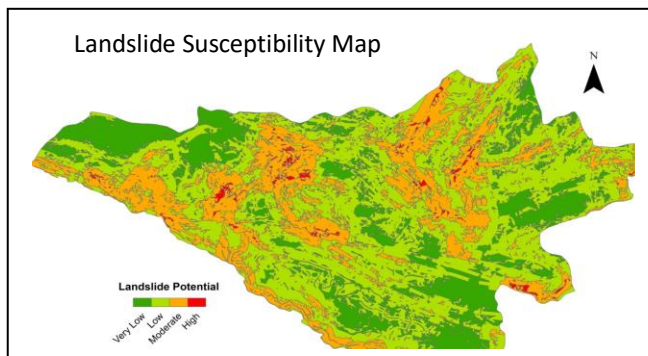 Landslide Susceptibility Map
N
Landslide Potential
Very Low
Low
Moderate
High